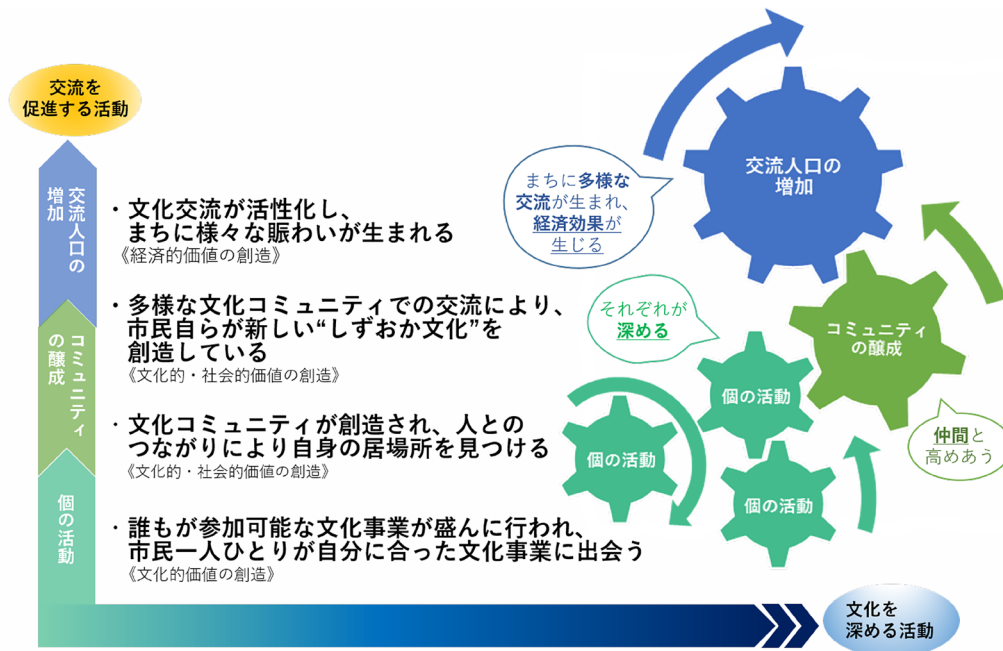 交流を
促進する活動
交流人口の
増加
・文化交流が活性化し、
まちに様々な賑わいが生まれる
《経済的価値の創造》
コミュニティ
の醸成
・多様な文化コミュニティでの交流により、
市民自らが新しい“しずおか文化”を
創造している
《文化的・社会的価値の創造》
・文化コミュニティが創造され、人との
つながりにより自身の居場所を見つける
《文化的・社会的価値の創造》
個の活動
・誰もが参加可能な文化事業が盛んに行われ、
市民一人ひとりが自分に合った文化事業に出会う
《文化的価値の創造》
文化を
深める活動
まちに多様な
交流が生まれ、
経済効果が
生じる
交流人口の
増加
それぞれが
深める
コミュニティ
の醸成
個の活動
個の活動
個の活動
仲間と
高めあう